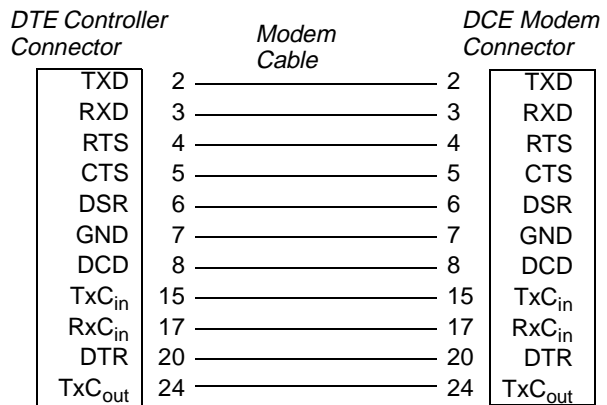 DTE Controller Connector
Modem Cable
DCE Modem Connector
TXD 2 2 TXD
RXD 3 3 RXD
RTS 4 4 RTS
CTS 5 5 CTS
DSR 6 6 DSR
GND 7 7 GND
DCD 8 8 DCD
TxCin 15 15 TxCin
RxCin 17 17 RxCin
DTR 20 20 DTR
TxCout 24 24 TxCout